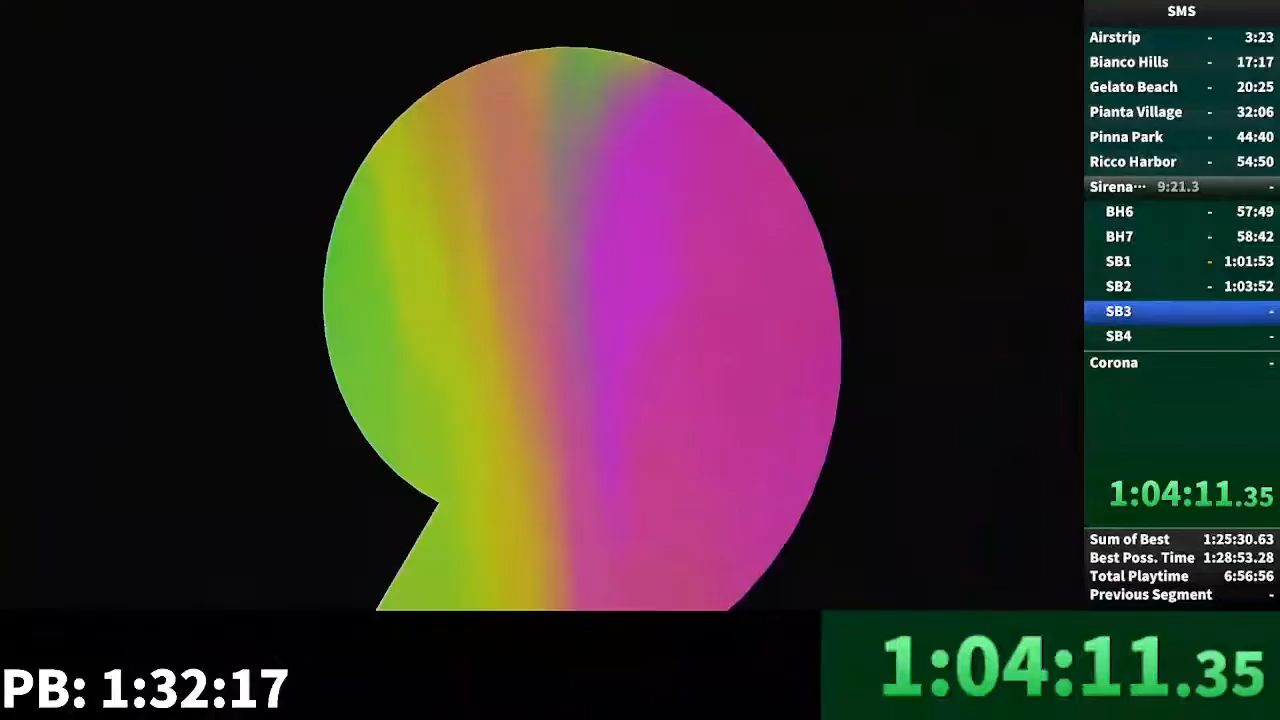 SMS
Airstrip - 3:23
Bianco Hills - 17:17
Gelato Beach - 20:25
Pianta Village - 32:06
Pinna Park - 44:40
Ricco Harbor - 54:50
Sirena··· 9:21.3 -
BH6 - 57:49
BH7 - 58:42
SB1 - 1:01:53
SB2 - 1:03:52
SB3 -
SB4 -
Corona -
1:04:11.35
Sum of Best 1:25:30.63
Best Poss. Time 1:28:53.28
Total Playtime 6:56:56
Previous Segment -
PB: 1:32:17
1:04:11.35